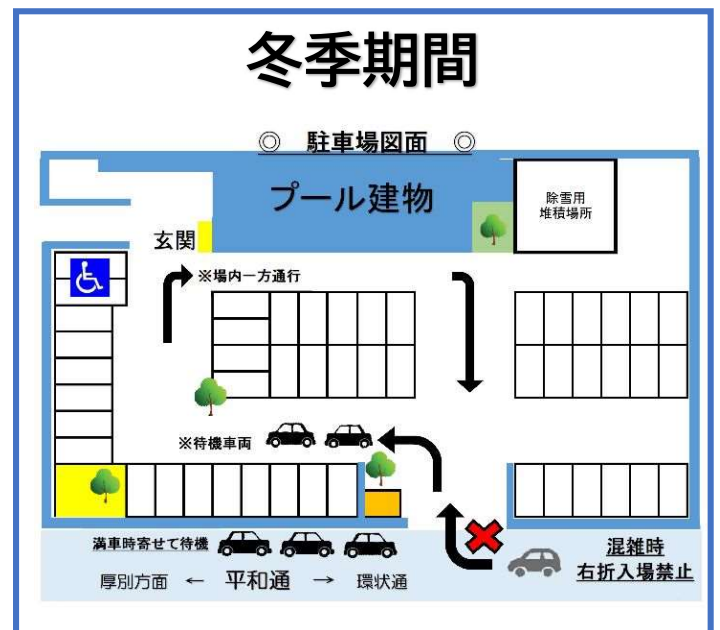 冬季期間
◎ 駐車場図面 ◎
プール建物
除雪用
堆積場所
玄関
※場内一方通行
※待機車両
満車時寄せて待機
厚別方面 ← 平和通 → 環状通
混雑時
右折入場禁止